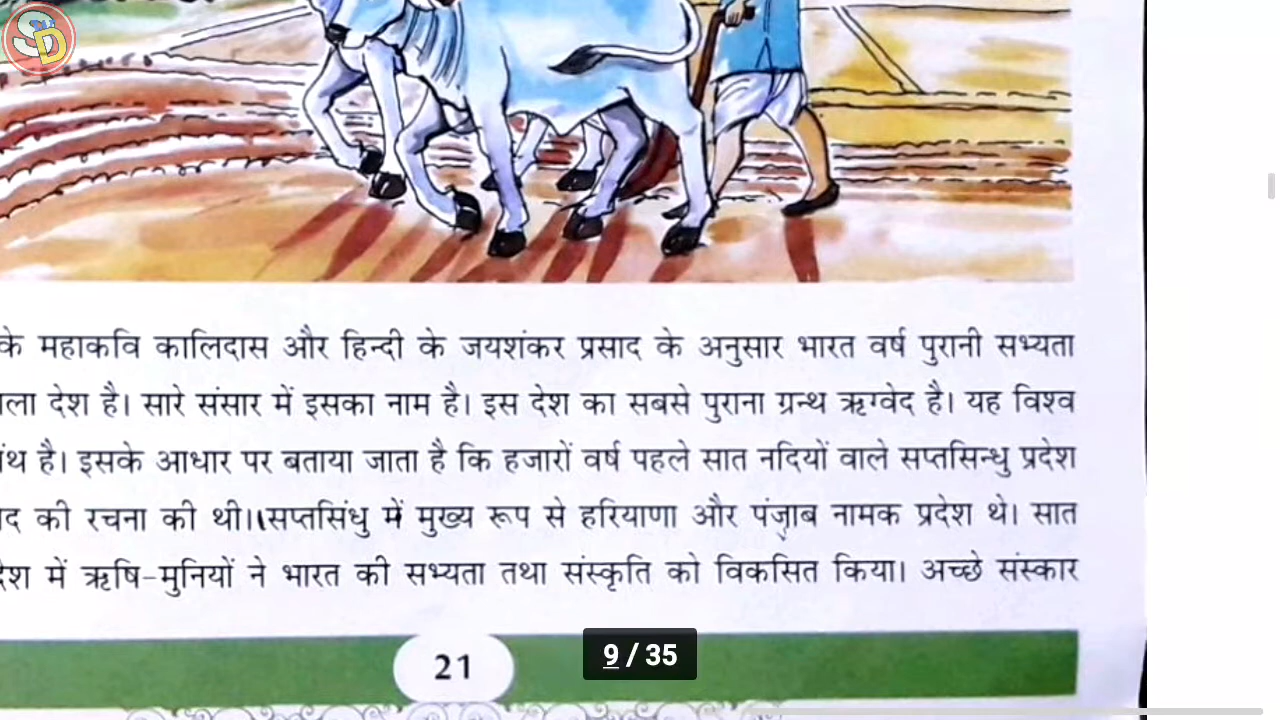 SD
के महाकवि कालिदास और हिन्दी के जयशंकर प्रसाद के अनुसार भारत वर्ष पुरानी सभ्यता
देश है। सारे संसार में इसका नाम है। इस देश का सबसे पुराना ग्रन्थ ऋग्वेद है। यह विश्व
है। इसके आधार पर बताया जाता है कि हजारों वर्ष पहले सात नदियों वाले सप्तसिन्धु प्रदेश
की रचना की थी। सप्तसिंधु में मुख्य रूप से हरियाणा और पंजाब नामक प्रदेश थे। सात
में ऋषि-मुनियों ने भारत की सभ्यता तथा संस्कृति को विकसित किया। अच्छे संस्कार
21
9 / 35